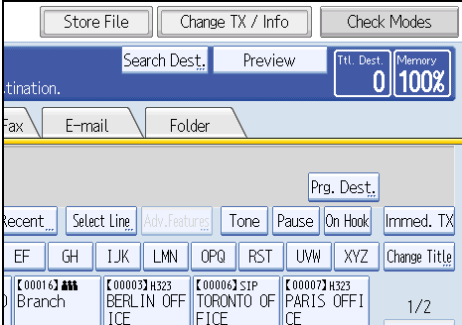 Store File Change TX / Info Check Modes
Search Dest. Preview Ttl. Dest. Memory
tination. 0 100%
Fax E-mail Folder
Prg. Dest.
Recent Select Line Adv.Features Tone Pause On Hook Immed. TX
EF GH IJK LMN OPQ RST UVW XYZ Change Title
【00016】 【00003】H323 【00006】SIP 【00007】H323
Branch BERLIN OFF TORONTO OF PARIS OFFI 1/2
ICE FICE CE